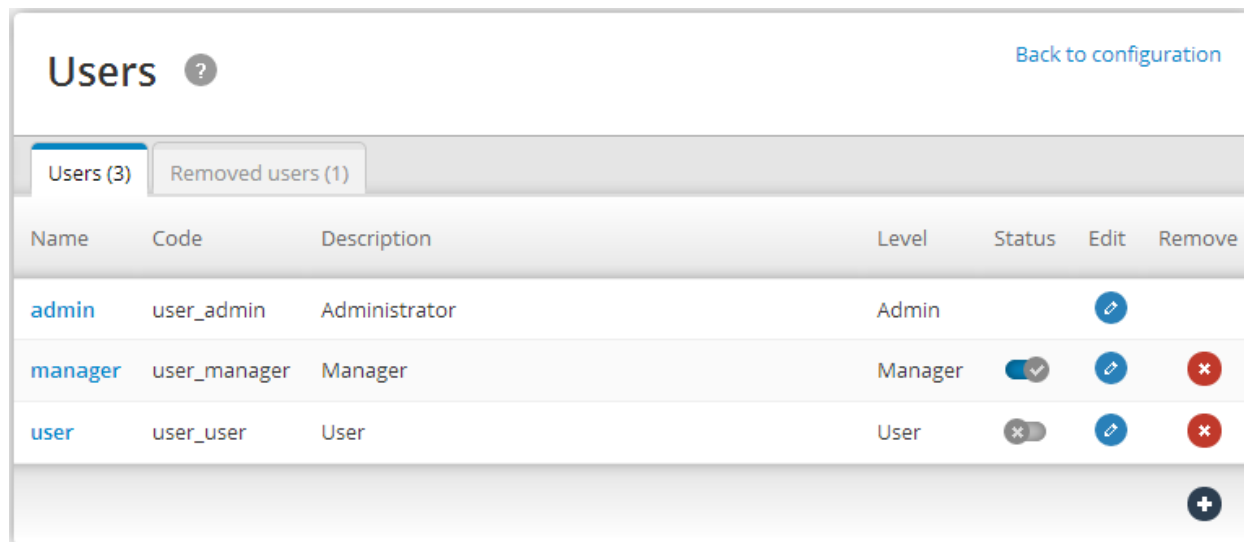 Users ?
Back to configuration
Users (3) Removed users (1)
Name Code Description Level Status Edit Remove
admin user_admin Administrator Admin
manager user_manager Manager Manager
user user_user User User